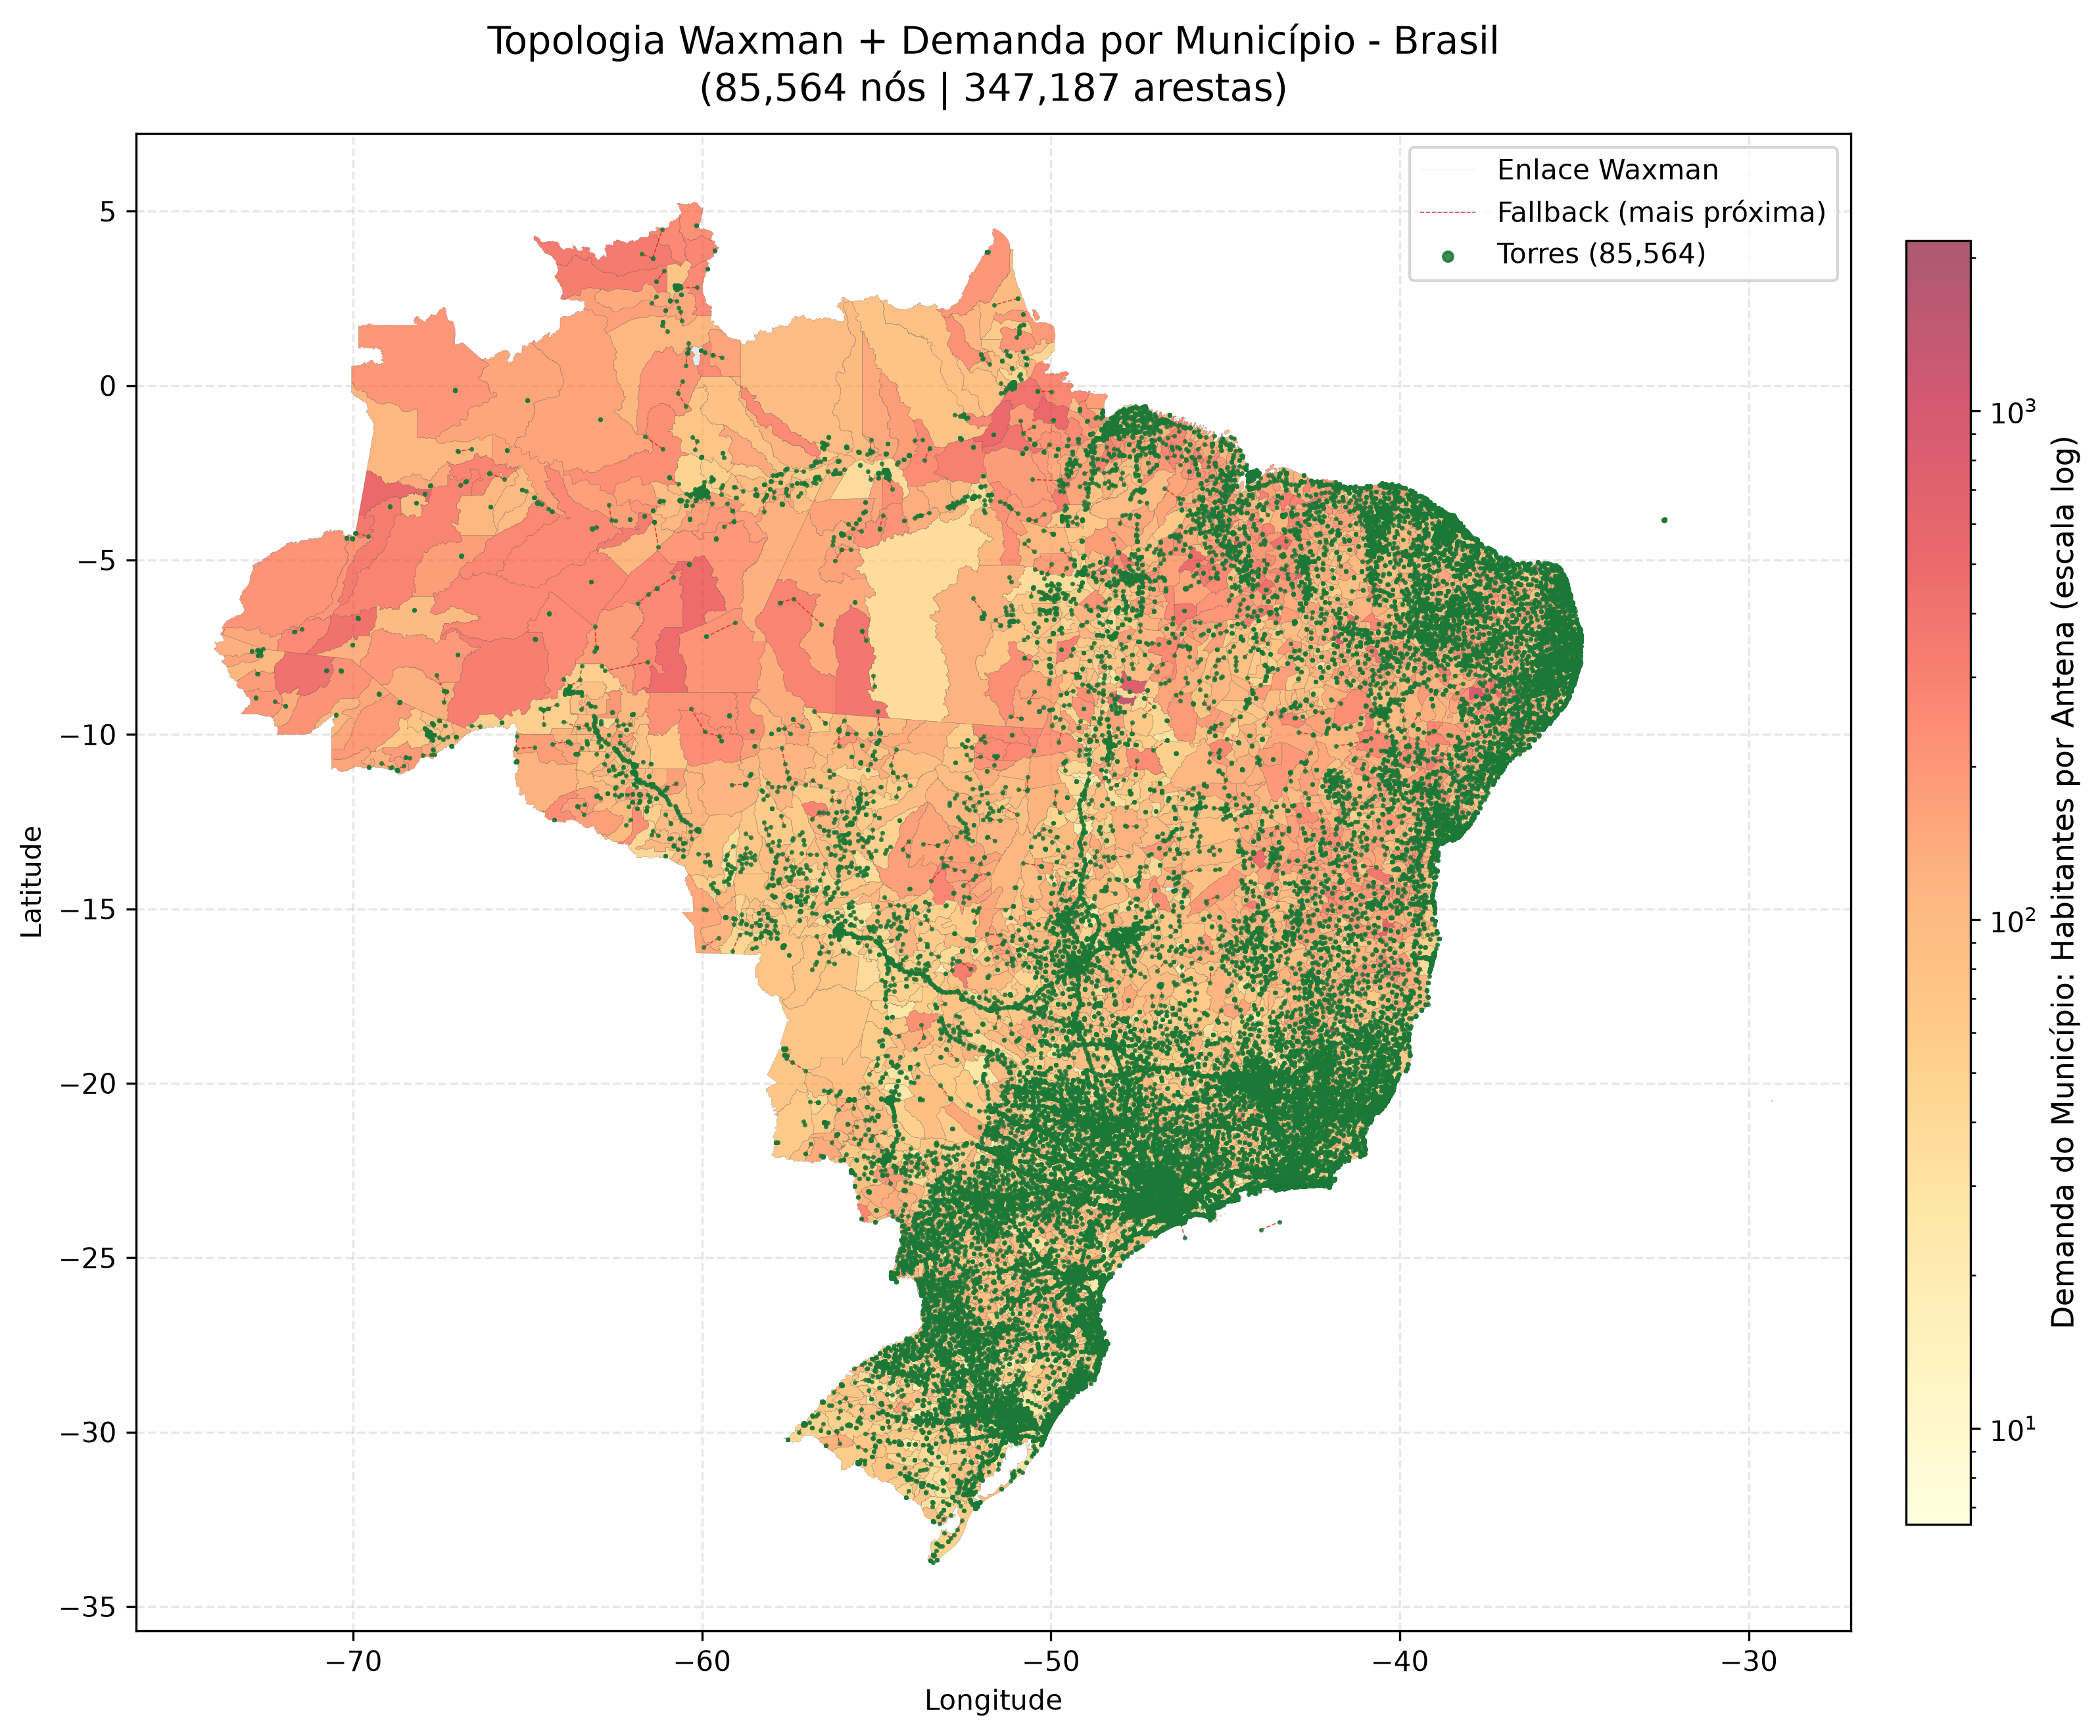 Topologia Waxman + Demanda por Município - Brasil
(85,564 nós | 347,187 arestas)
Enlace Waxman
Fallback (mais próxima)
Torres (85,564)
5
0
−5
−10
−15
−20
−25
−30
−35
Latitude
−70
−60
−50
−40
−30
Longitude
10³
10²
10¹
Demanda do Município: Habitantes por Antena (escala log)